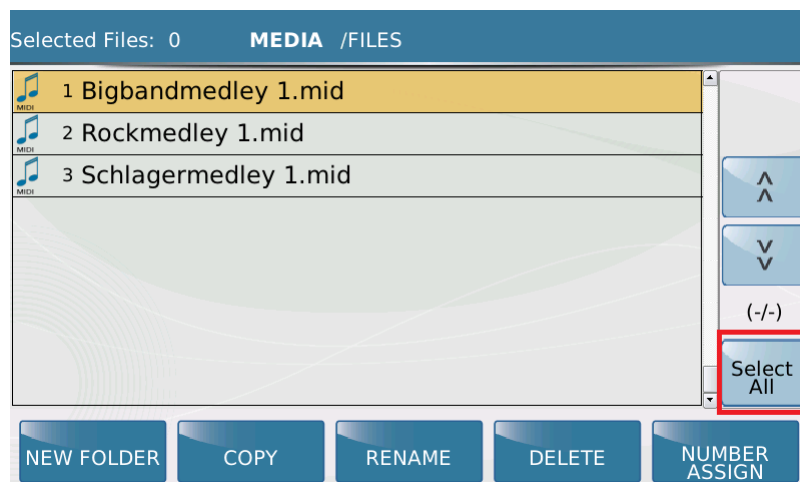 Selected Files: 0 MEDIA /FILES
MIDI 1 Bigbandmedley 1.mid
MIDI 2 Rockmedley 1.mid
MIDI 3 Schlagermedley 1.mid
(-/-)
Select
All
NEW FOLDER COPY RENAME DELETE NUMBER
ASSIGN